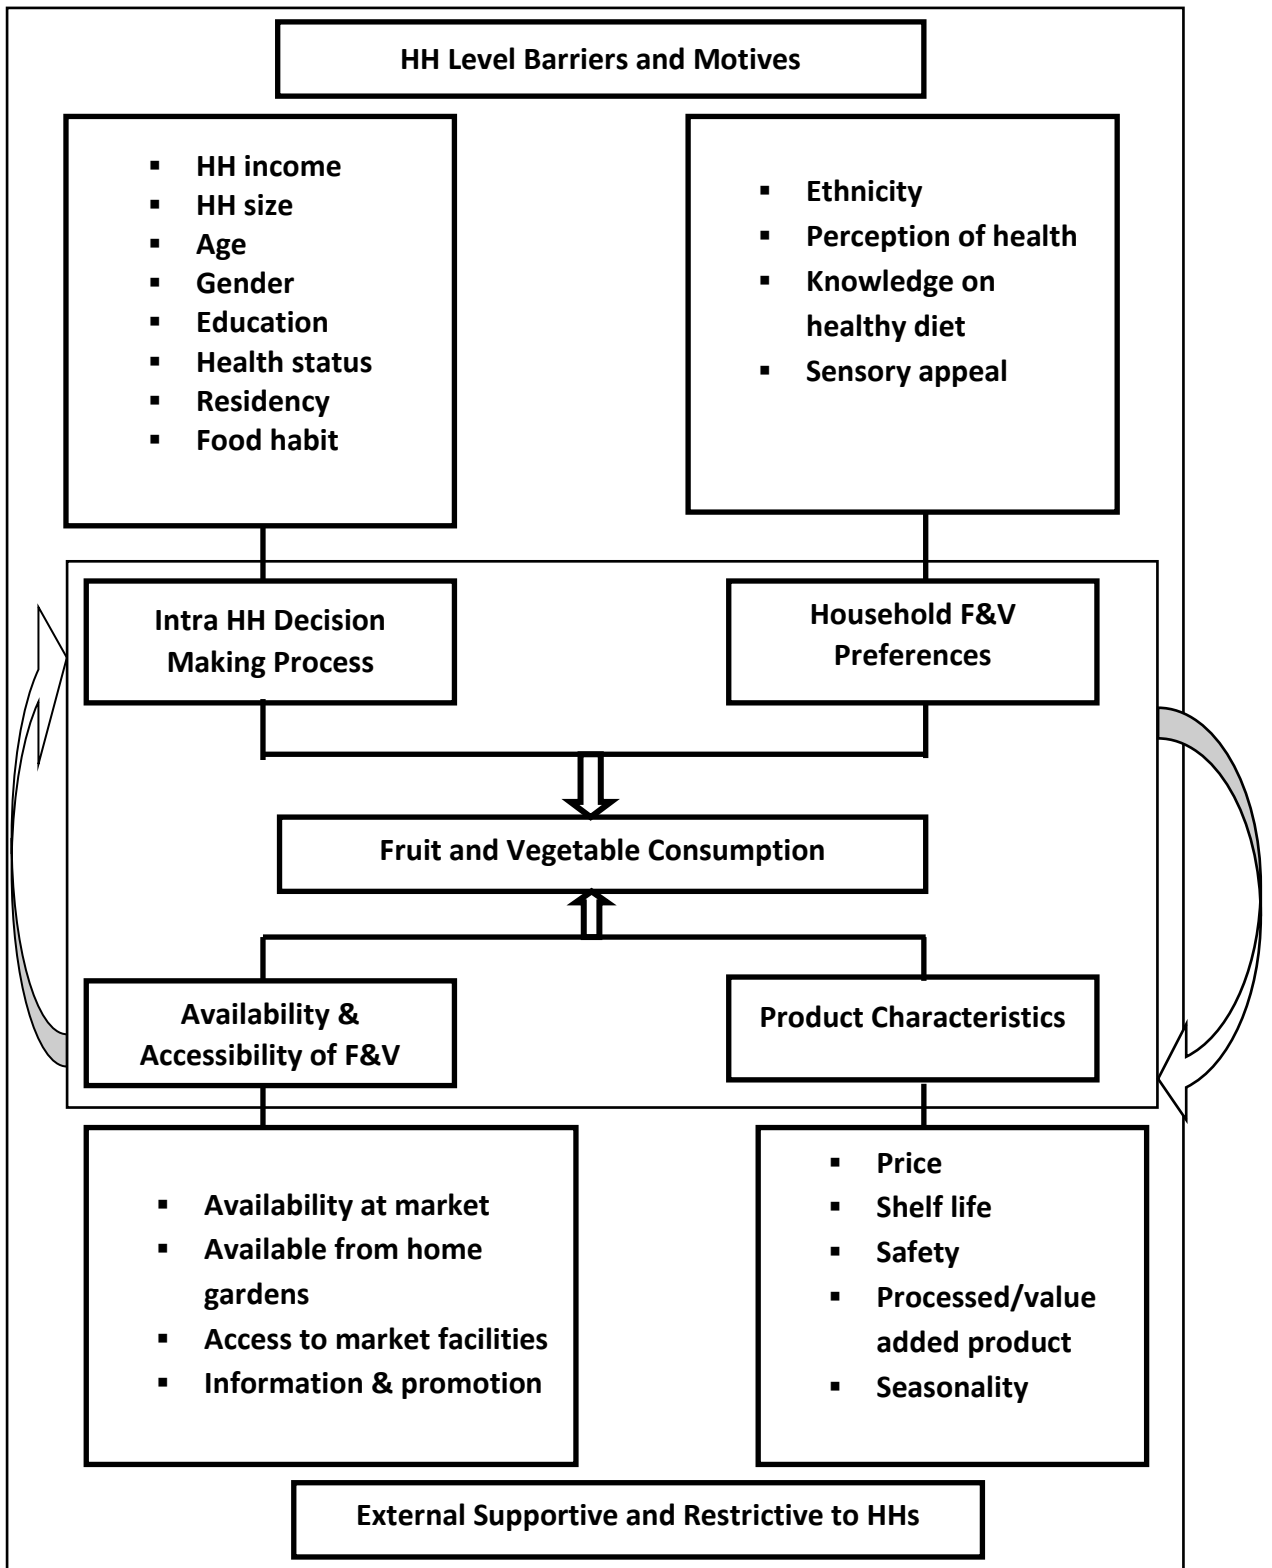 HH Level Barriers and Motives
▪ HH income
▪ HH size
▪ Age
▪ Gender
▪ Education
▪ Health status
▪ Residency
▪ Food habit
▪ Ethnicity
▪ Perception of health
▪ Knowledge on
healthy diet
▪ Sensory appeal
Intra HH Decision
Making Process
Household F&V
Preferences
Fruit and Vegetable Consumption
Availability &
Accessibility of F&V
Product Characteristics
▪ Availability at market
▪ Available from home
gardens
▪ Access to market facilities
▪ Information & promotion
▪ Price
▪ Shelf life
▪ Safety
▪ Processed/value
added product
▪ Seasonality
External Supportive and Restrictive to HHs